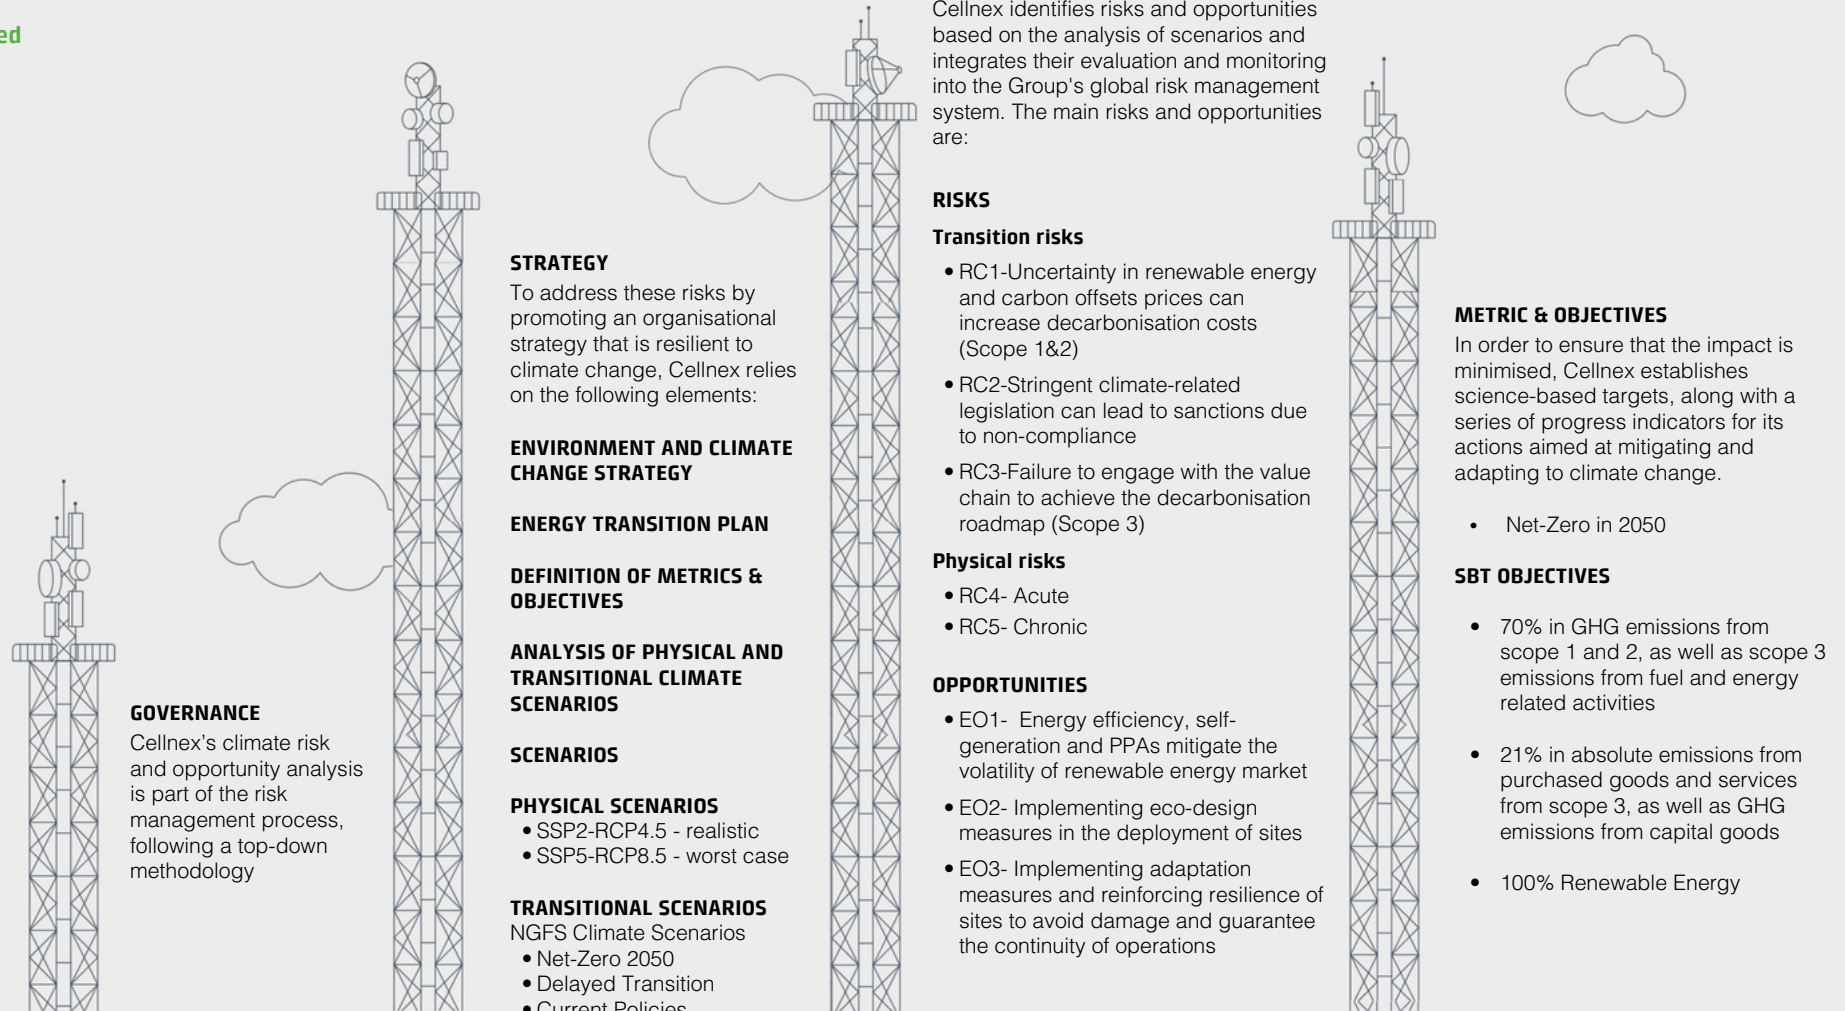 ed
GOVERNANCE
Cellnex’s climate risk
and opportunity analysis
is part of the risk
management process,
following a top-down
methodology
STRATEGY
To address these risks by
promoting an organisational
strategy that is resilient to
climate change, Cellnex relies
on the following elements:
ENVIRONMENT AND CLIMATE
CHANGE STRATEGY
ENERGY TRANSITION PLAN
DEFINITION OF METRICS &
OBJECTIVES
ANALYSIS OF PHYSICAL AND
TRANSITIONAL CLIMATE
SCENARIOS
SCENARIOS
PHYSICAL SCENARIOS
• SSP2-RCP4.5 - realistic
• SSP5-RCP8.5 - worst case
TRANSITIONAL SCENARIOS
NGFS Climate Scenarios
• Net-Zero 2050
• Delayed Transition
• Current Policies
Cellnex identifies risks and opportunities
based on the analysis of scenarios and
integrates their evaluation and monitoring
into the Group's global risk management
system. The main risks and opportunities
are:
RISKS
Transition risks
• RC1-Uncertainty in renewable energy
and carbon offsets prices can
increase decarbonisation costs
(Scope 1&2)
• RC2-Stringent climate-related
legislation can lead to sanctions due
to non-compliance
• RC3-Failure to engage with the value
chain to achieve the decarbonisation
roadmap (Scope 3)
Physical risks
• RC4- Acute
• RC5- Chronic
OPPORTUNITIES
• EO1- Energy efficiency, self-
generation and PPAs mitigate the
volatility of renewable energy market
• EO2- Implementing eco-design
measures in the deployment of sites
• EO3- Implementing adaptation
measures and reinforcing resilience of
sites to avoid damage and guarantee
the continuity of operations
METRIC & OBJECTIVES
In order to ensure that the impact is
minimised, Cellnex establishes
science-based targets, along with a
series of progress indicators for its
actions aimed at mitigating and
adapting to climate change.
• Net-Zero in 2050
SBT OBJECTIVES
• 70% in GHG emissions from
scope 1 and 2, as well as scope 3
emissions from fuel and energy
related activities
• 21% in absolute emissions from
purchased goods and services
from scope 3, as well as GHG
emissions from capital goods
• 100% Renewable Energy